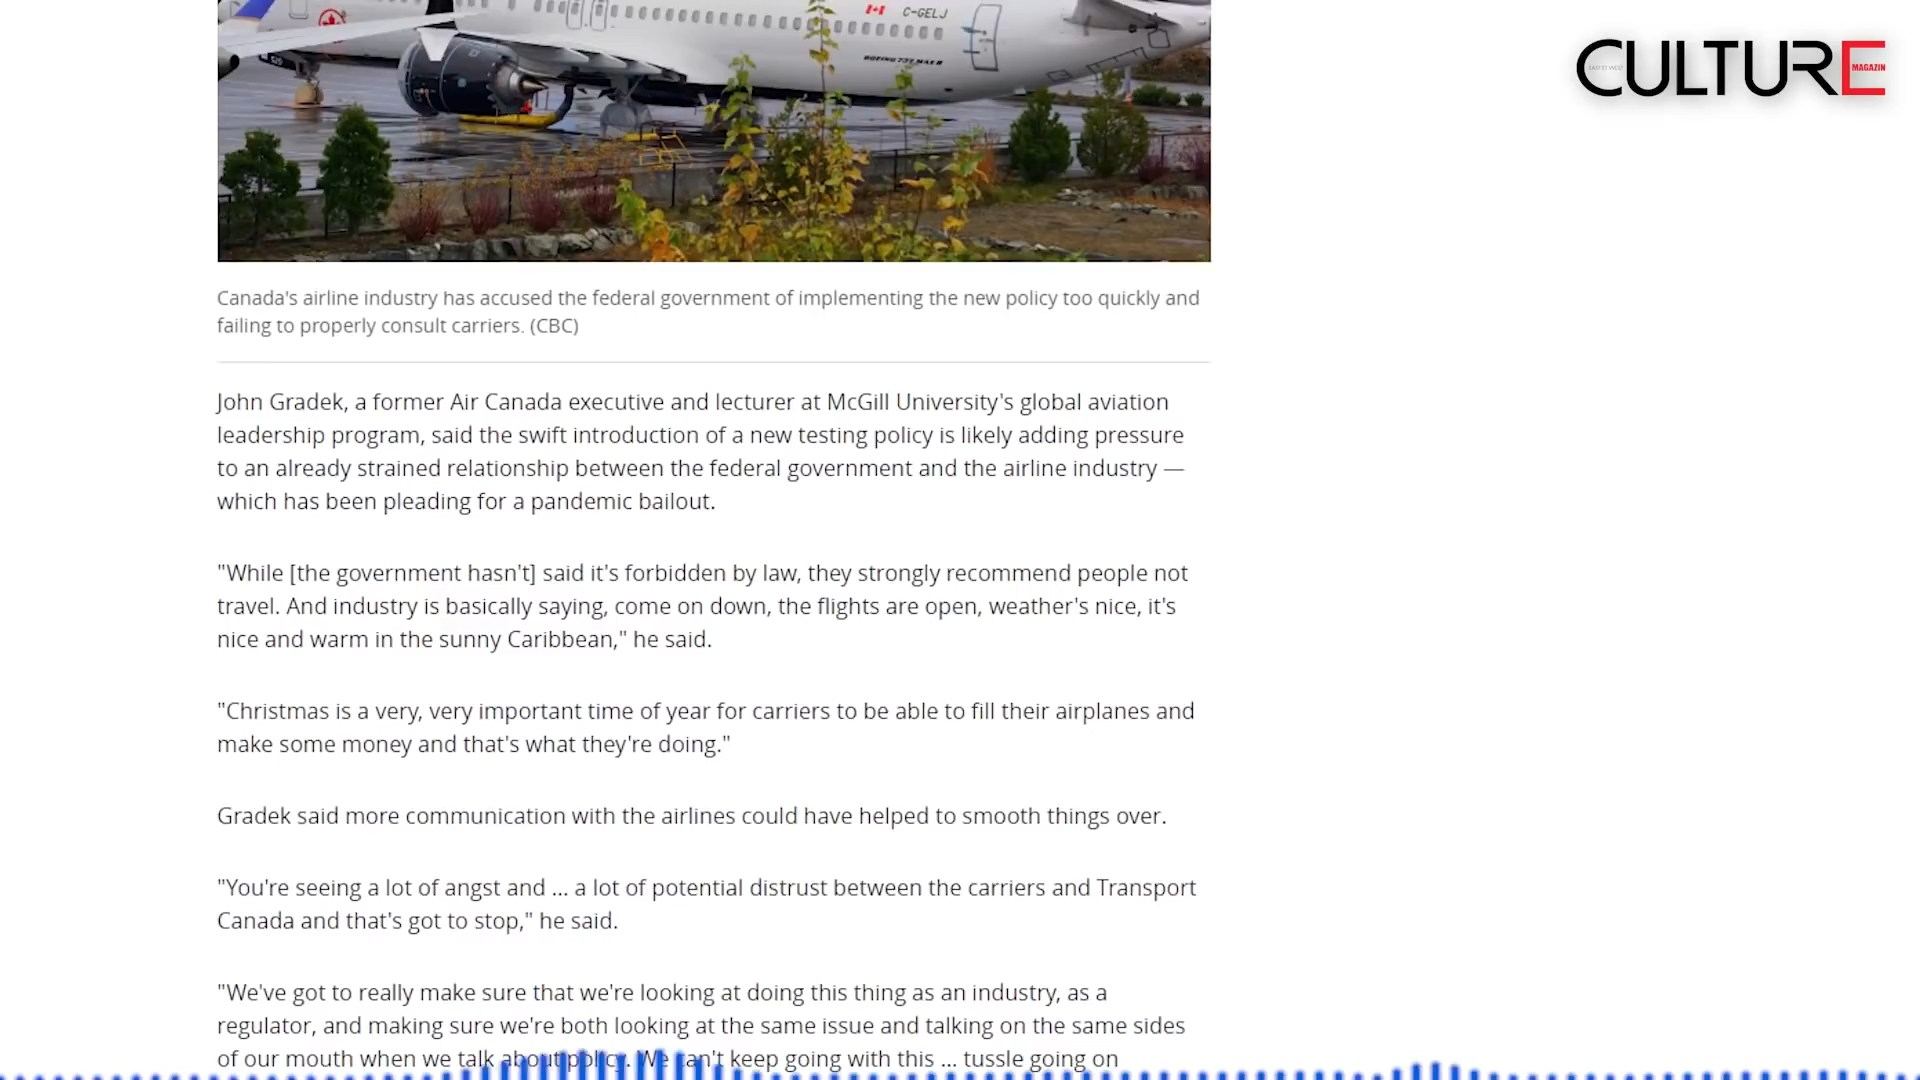 C-GELJ
BOEING 737 MAX 8
CULTURE
MAGAZIN
Canada's airline industry has accused the federal government of implementing the new policy too quickly and
failing to properly consult carriers. (CBC)
John Gradek, a former Air Canada executive and lecturer at McGill University's global aviation
leadership program, said the swift introduction of a new testing policy is likely adding pressure
to an already strained relationship between the federal government and the airline industry —
which has been pleading for a pandemic bailout.
"While [the government hasn't] said it's forbidden by law, they strongly recommend people not
travel. And industry is basically saying, come on down, the flights are open, weather's nice, it's
nice and warm in the sunny Caribbean," he said.
"Christmas is a very, very important time of year for carriers to be able to fill their airplanes and
make some money and that's what they're doing."
Gradek said more communication with the airlines could have helped to smooth things over.
"You're seeing a lot of angst and ... a lot of potential distrust between the carriers and Transport
Canada and that's got to stop," he said.
"We've got to really make sure that we're looking at doing this thing as an industry, as a
regulator, and making sure we're both looking at the same issue and talking on the same sides
of our mouth when we talk about policy. We can't keep going with this ... tussle going on